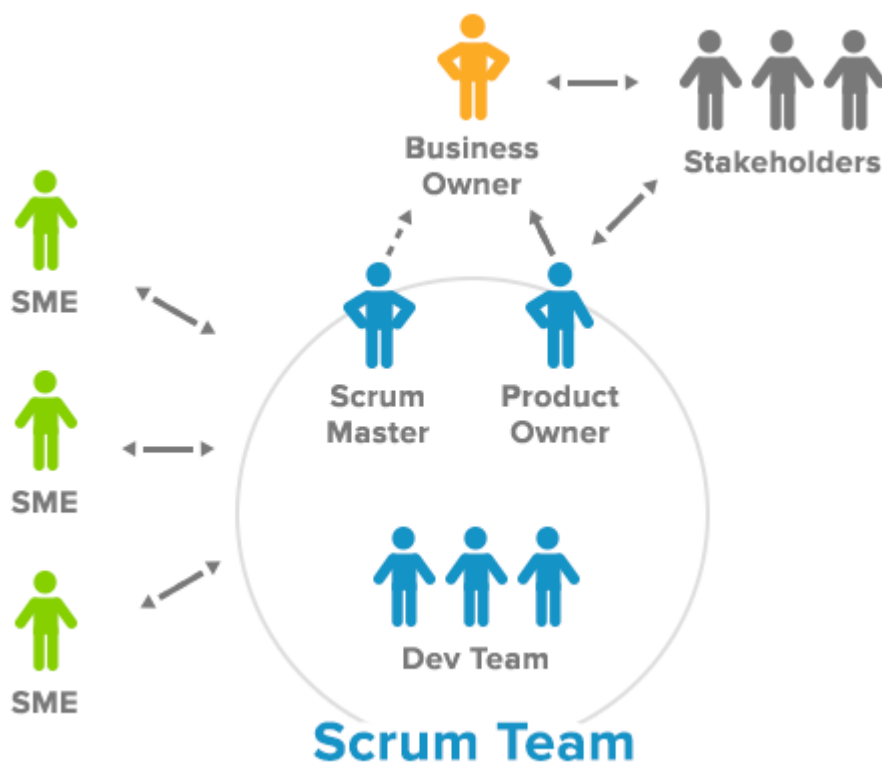 Business
Owner
Stakeholders
SME
Scrum
Master
Product
Owner
SME
Dev Team
SME
Scrum Team